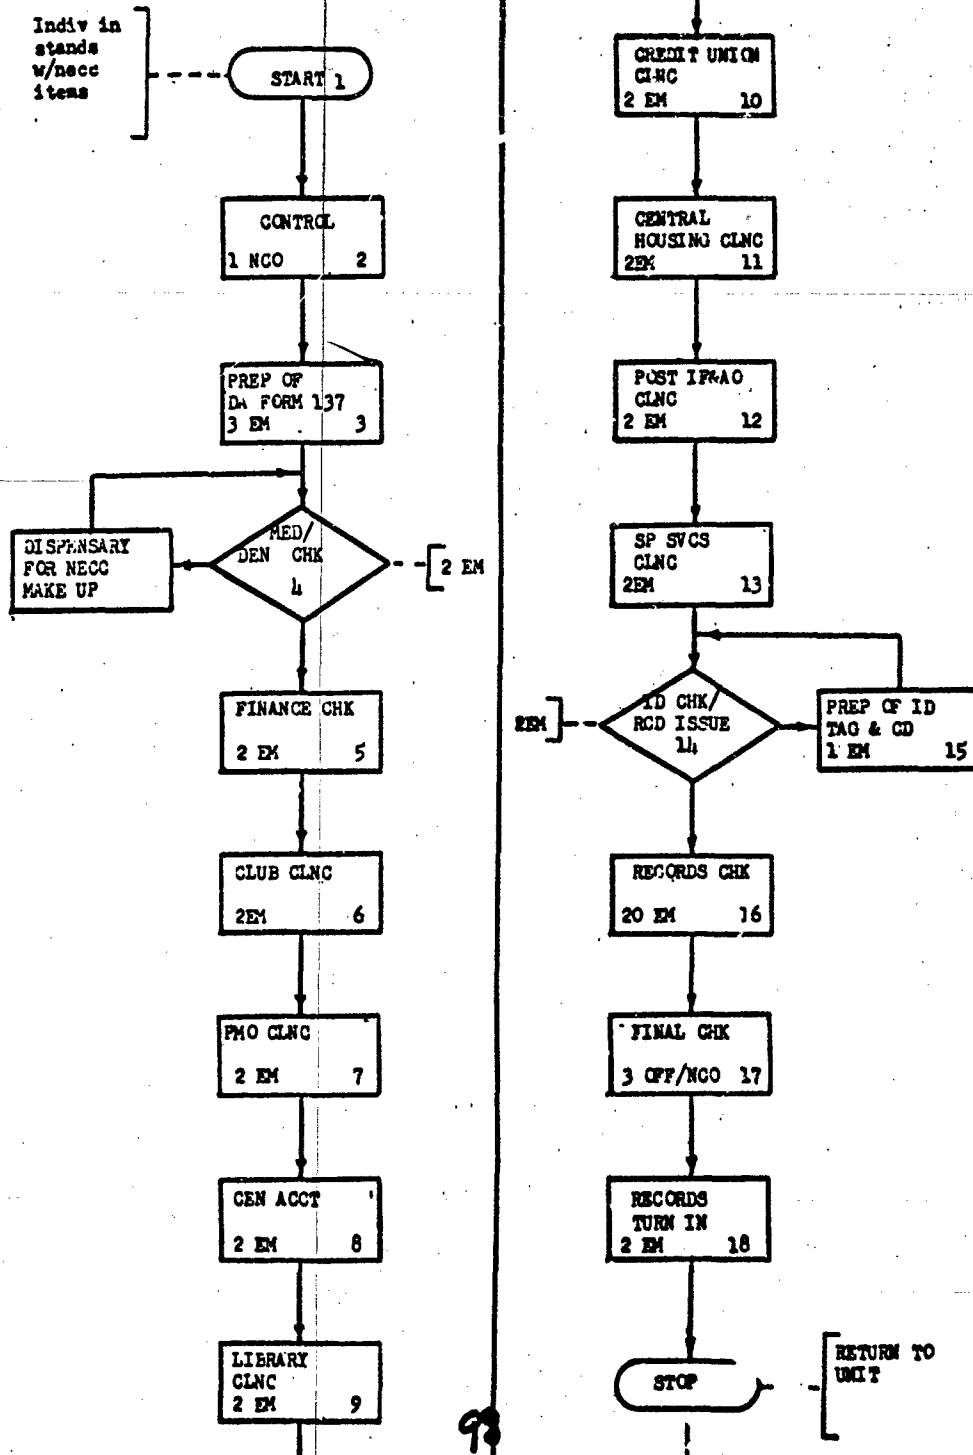 Indiv in
stands
w/necc
items
START 1
CONTROL
1 NCO 2
PREP OF
DA FORM 137
3 EM 3
MED/
DEN CHK
4
2 EM
DISPENSARY
FOR NECC
MAKE UP
FINANCE CHK
2 EM 5
CLUB CLNC
2EM 6
PMO CLNC
2 EM 7
CEN ACCT
2 EM 8
LIBRARY
CLNC
2 EM 9
CREDIT UNION
CLNC
2 EM 10
CENTRAL
HOUSING CLNC
2EM 11
POST IF&AO
CLNC
2 EM 12
SP SVCS
CLNC
2EM 13
ID CHK/
RCD ISSUE
14
2EM
PREP OF ID
TAG & CD
1 EM 15
RECORDS CHK
20 EM 16
FINAL CHK
3 OFF/NCO 17
RECORDS
TURN IN
2 EM 18
STOP
RETURN TO
UNIT